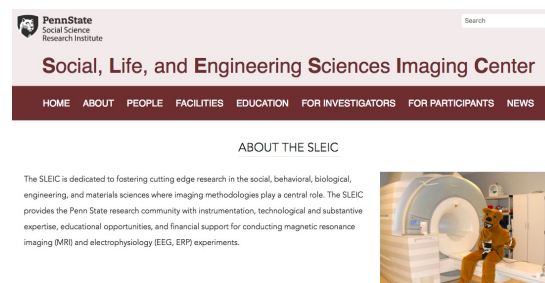 PennState
Social Science
Research Institute
Search
Social, Life, and Engineering Sciences Imaging Center
HOME ABOUT PEOPLE FACILITIES EDUCATION FOR INVESTIGATORS FOR PARTICIPANTS NEWS
ABOUT THE SLEIC
The SLEIC is dedicated to fostering cutting edge research in the social, behavioral, biological,
engineering, and materials sciences where imaging methodologies play a central role. The SLEIC
provides the Penn State research community with instrumentation, technological and substantive
expertise, educational opportunities, and financial support for conducting magnetic resonance
imaging (MRI) and electrophysiology (EEG, ERP) experiments.